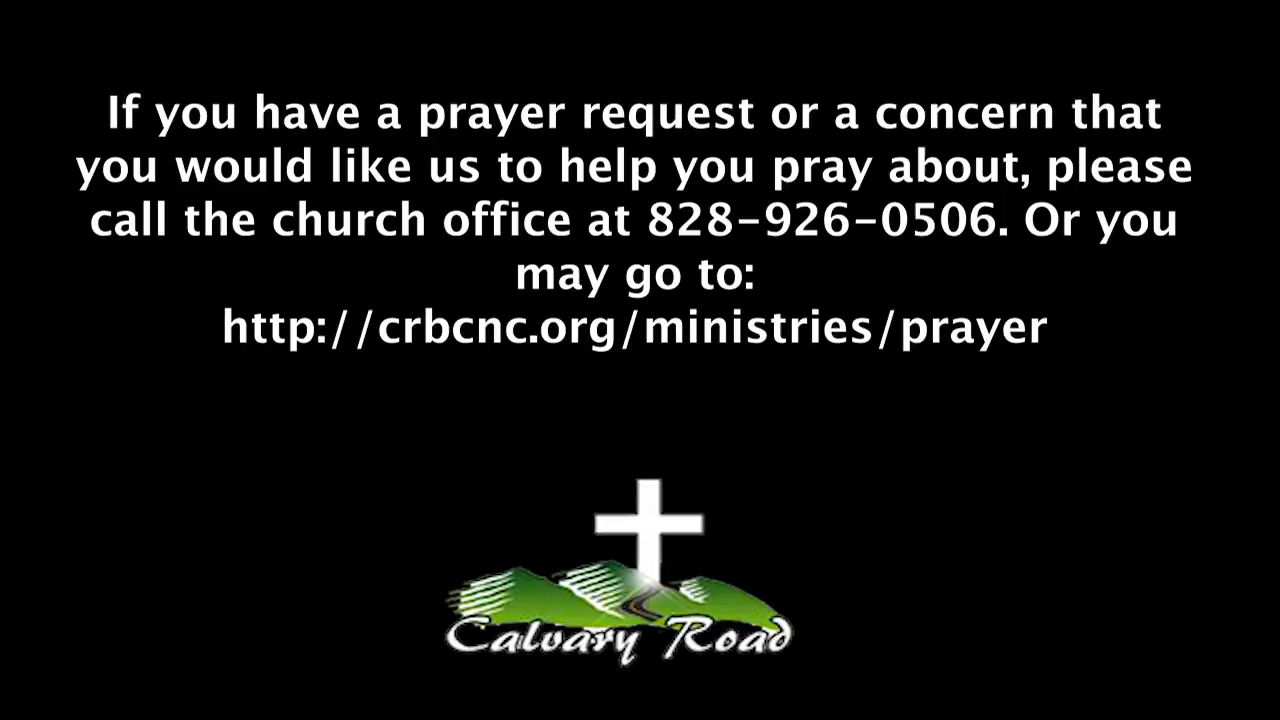 If you have a prayer request or a concern that
you would like us to help you pray about, please
call the church office at 828-926-0506. Or you
may go to:
http://crbcnc.org/ministries/prayer
Calvary Road